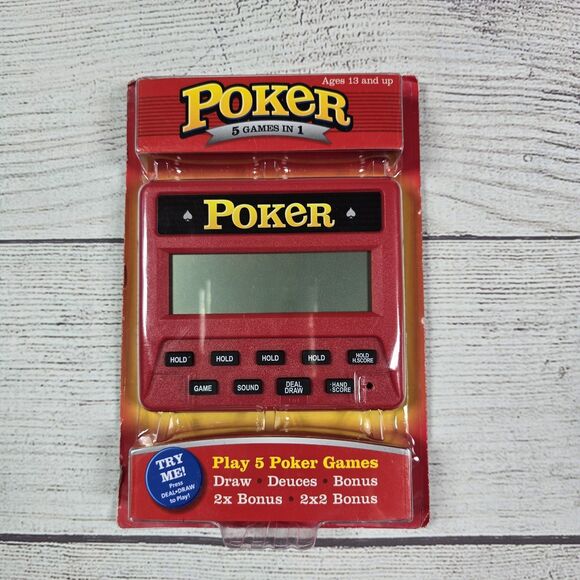 Ages 13 and up
POKER
5 GAMES IN 1
POKER
HOLD HOLD HOLD HOLD HOLD
H.SCORE
GAME SOUND DEAL
DRAW HAND
SCORE
TRY
ME!
Press
DEAL•DRAW
to Play!
Play 5 Poker Games
Draw • Deuces • Bonus
2x Bonus • 2x2 Bonus